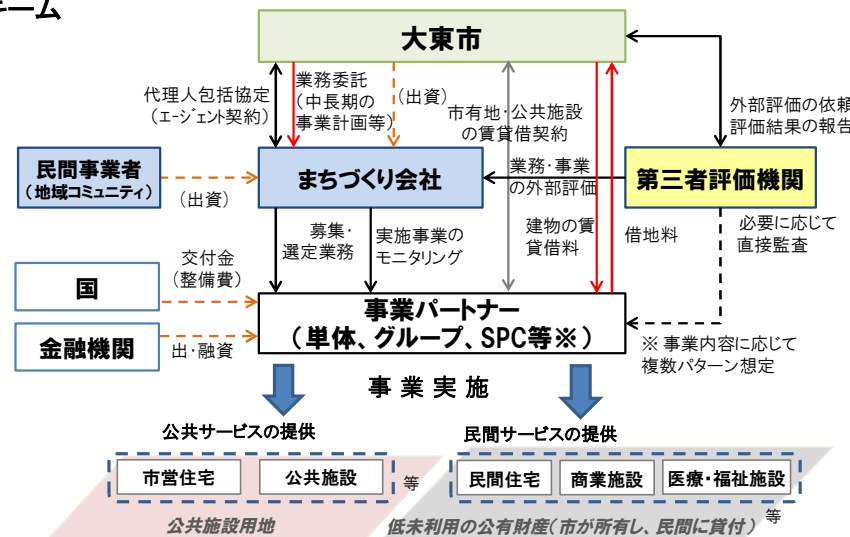 ーム
大東市
代理人包括協定
（エージェント契約）
業務委託
（中長期の
事業計画等）
（出資）
市有地・公共施設
の賃貸借契約
外部評価の依頼
評価結果の報告
民間事業者
（地域コミュニティ）
（出資）
まちづくり会社
業務・事業
の外部評価
第三者評価機関
募集・
選定業務
実施事業の
モニタリング
建物の賃
貸借料
借地料
必要に応じて
直接監査
交付金
（整備費）
国
金融機関
出・融資
事業パートナー
（単体、グループ、SPC等※）
※ 事業内容に応じて
複数パターン想定
事 業 実 施
公共サービスの提供
民間サービスの提供
市営住宅
公共施設
等
民間住宅
商業施設
医療・福祉施設
等
公共施設用地
低未利用の公有財産（市が所有し、民間に貸付）